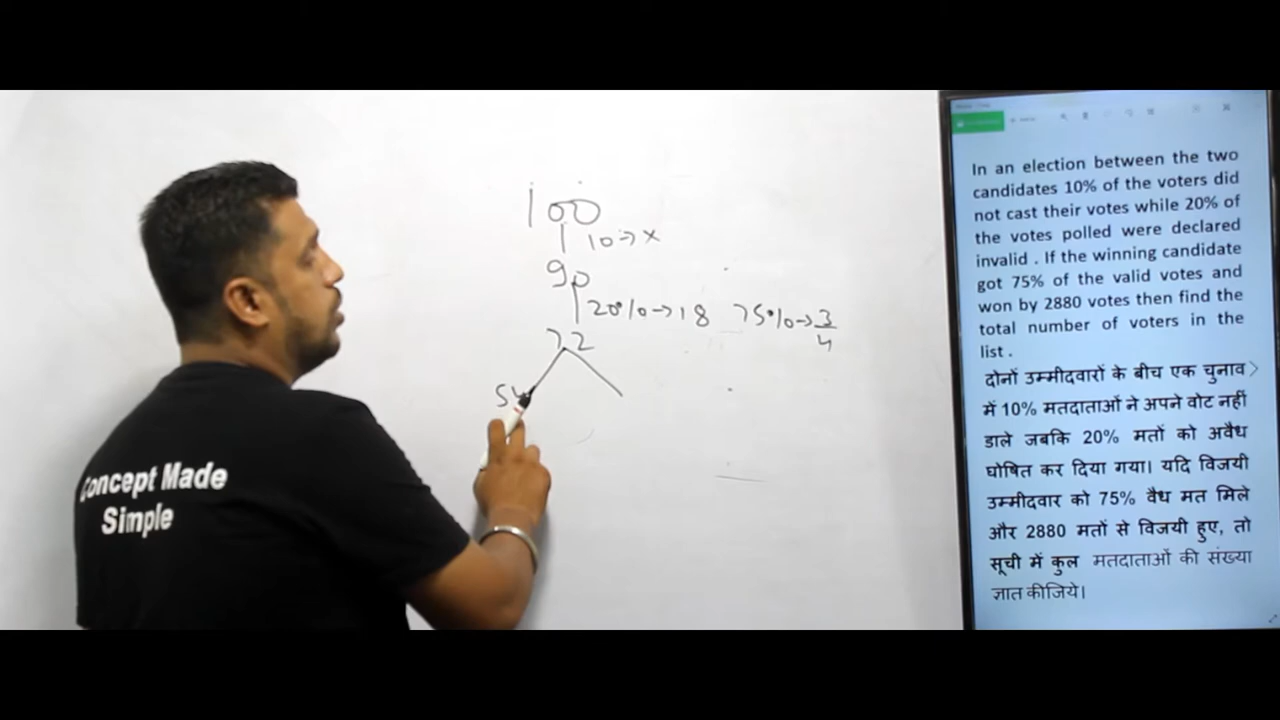 Concept Made
Simple
100
10→×
90
20%→18
75%→3/4
72
54
In an election between the two
candidates 10% of the voters did
not cast their votes while 20% of
the votes polled were declared
invalid . If the winning candidate
got 75% of the valid votes and
won by 2880 votes then find the
total number of voters in the
list .
दोनों उम्मीदवारों के बीच एक चुनाव
में 10% मतदाताओं ने अपने वोट नहीं
डाले जबकि 20% मतों को अवैध
घोषित कर दिया गया। यदि विजयी
उम्मीदवार को 75% वैध मत मिले
और 2880 मतों से विजयी हुए, तो
सूची में कुल मतदाताओं की संख्या
ज्ञात कीजिये।